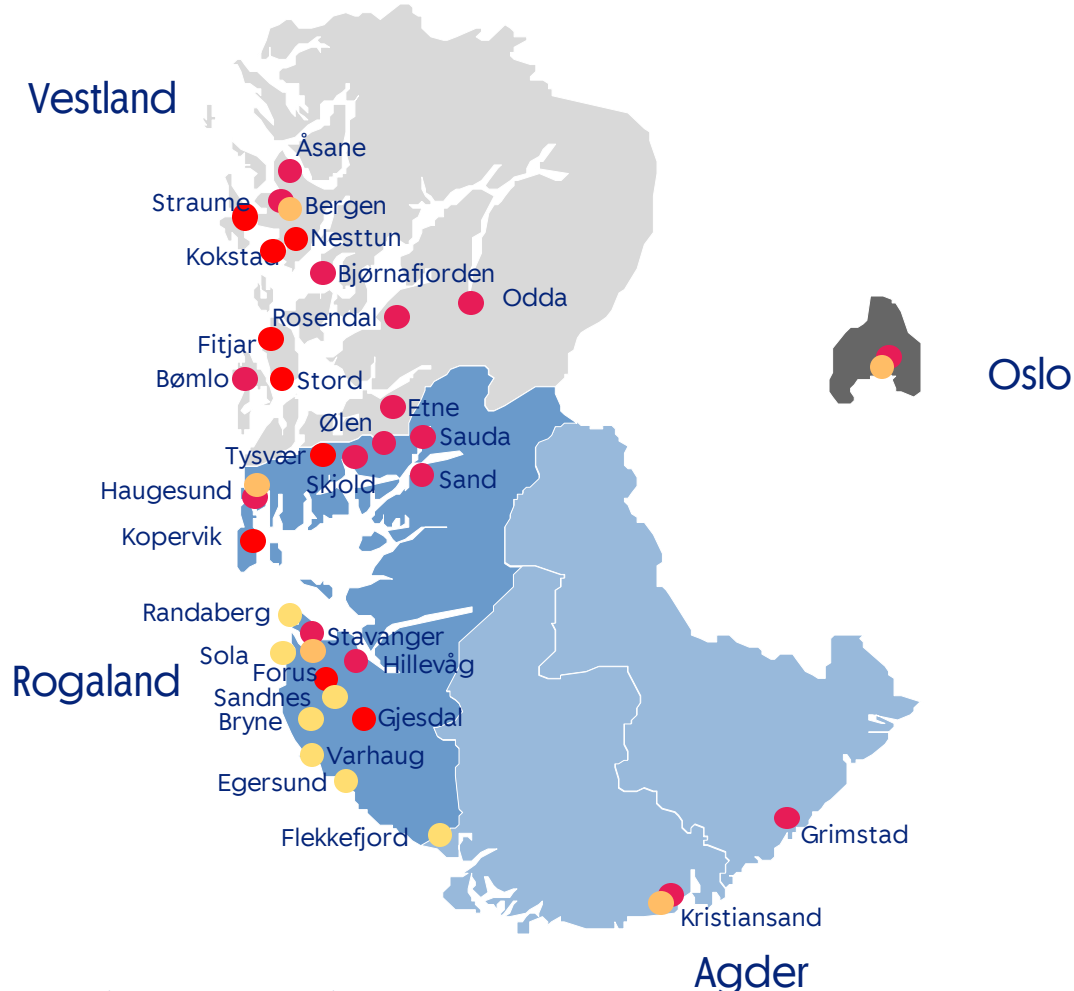 Vestland
Åsane
Straume
Bergen
Nesttun
Kokstad
Bjørnafjorden
Odda
Rosendal
Fitjar
Bømlo
Stord
Oslo
Etne
Ølen
Sauda
Tysvær
Skjold
Sand
Haugesund
Kopervik
Randaberg
Stavanger
Sola
Hillevåg
Forus
Rogaland
Sandnes
Bryne
Gjesdal
Varhaug
Egersund
Flekkefjord
Grimstad
Kristiansand
Agder